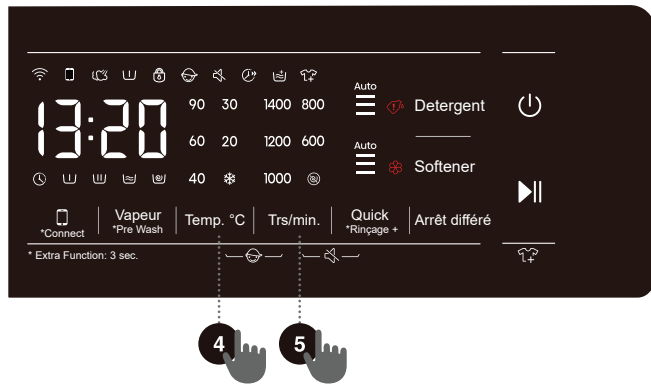 Auto
90 30 1400 800
Detergent
13:20
60 20 1200 600
Auto
Softener
40 1000
Vapeur Temp. °C Trs/min. Quick Arrêt différé
*Connect *Pre Wash *Rinçage +
* Extra Function: 3 sec.
4 5